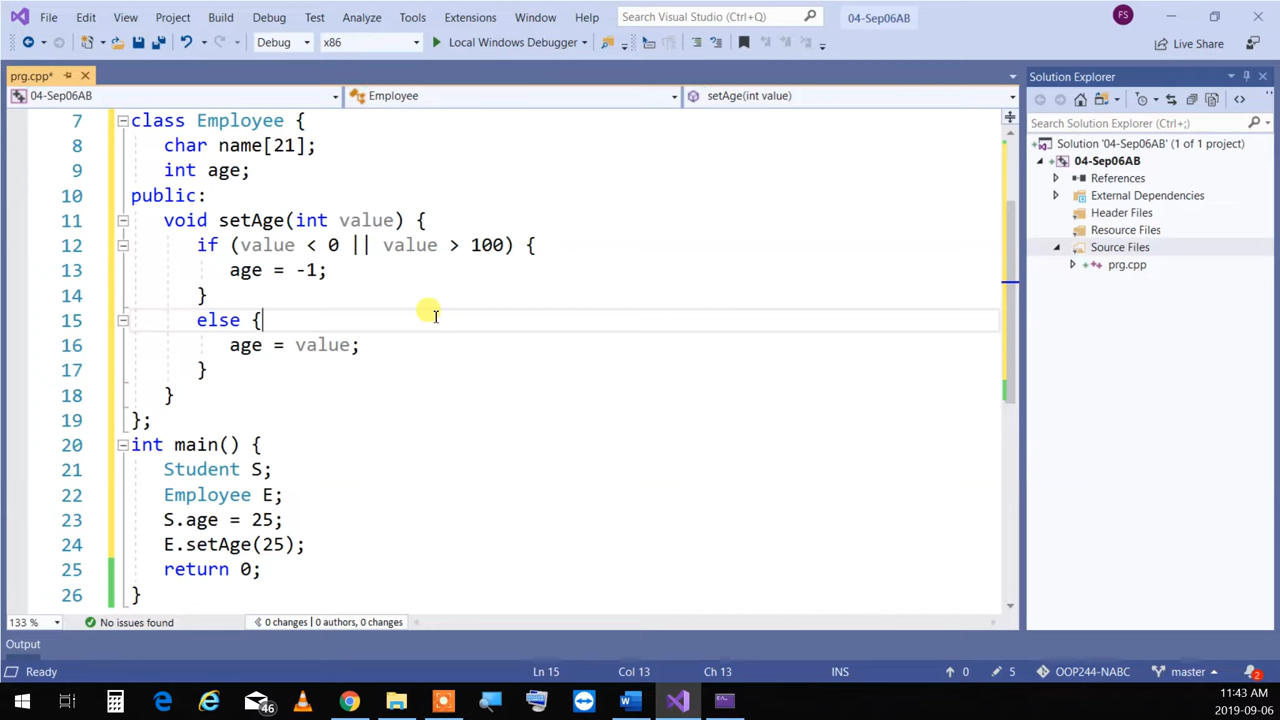 File Edit View Project Build Debug Test Analyze Tools Extensions Window Help Search Visual Studio (Ctrl+Q) 04-Sep06AB FS
Debug x86 Local Windows Debugger Live Share
prg.cpp*
04-Sep06AB Employee setAge(int value)
7 class Employee {
8 char name[21];
9 int age;
10 public:
11 void setAge(int value) {
12 if (value < 0 || value > 100) {
13 age = -1;
14 }
15 else {
16 age = value;
17 }
18 }
19 };
20 int main() {
21 Student S;
22 Employee E;
23 S.age = 25;
24 E.setAge(25);
25 return 0;
26 }
133 % No issues found 0 changes | 0 authors, 0 changes
Output
Solution Explorer
Search Solution Explorer (Ctrl+;)
Solution '04-Sep06AB' (1 of 1 project)
04-Sep06AB
References
External Dependencies
Header Files
Resource Files
Source Files
prg.cpp
Ready Ln 15 Col 13 Ch 13 INS 0 5 OOP244-NABC master 2
46
11:43 AM
2019-09-06